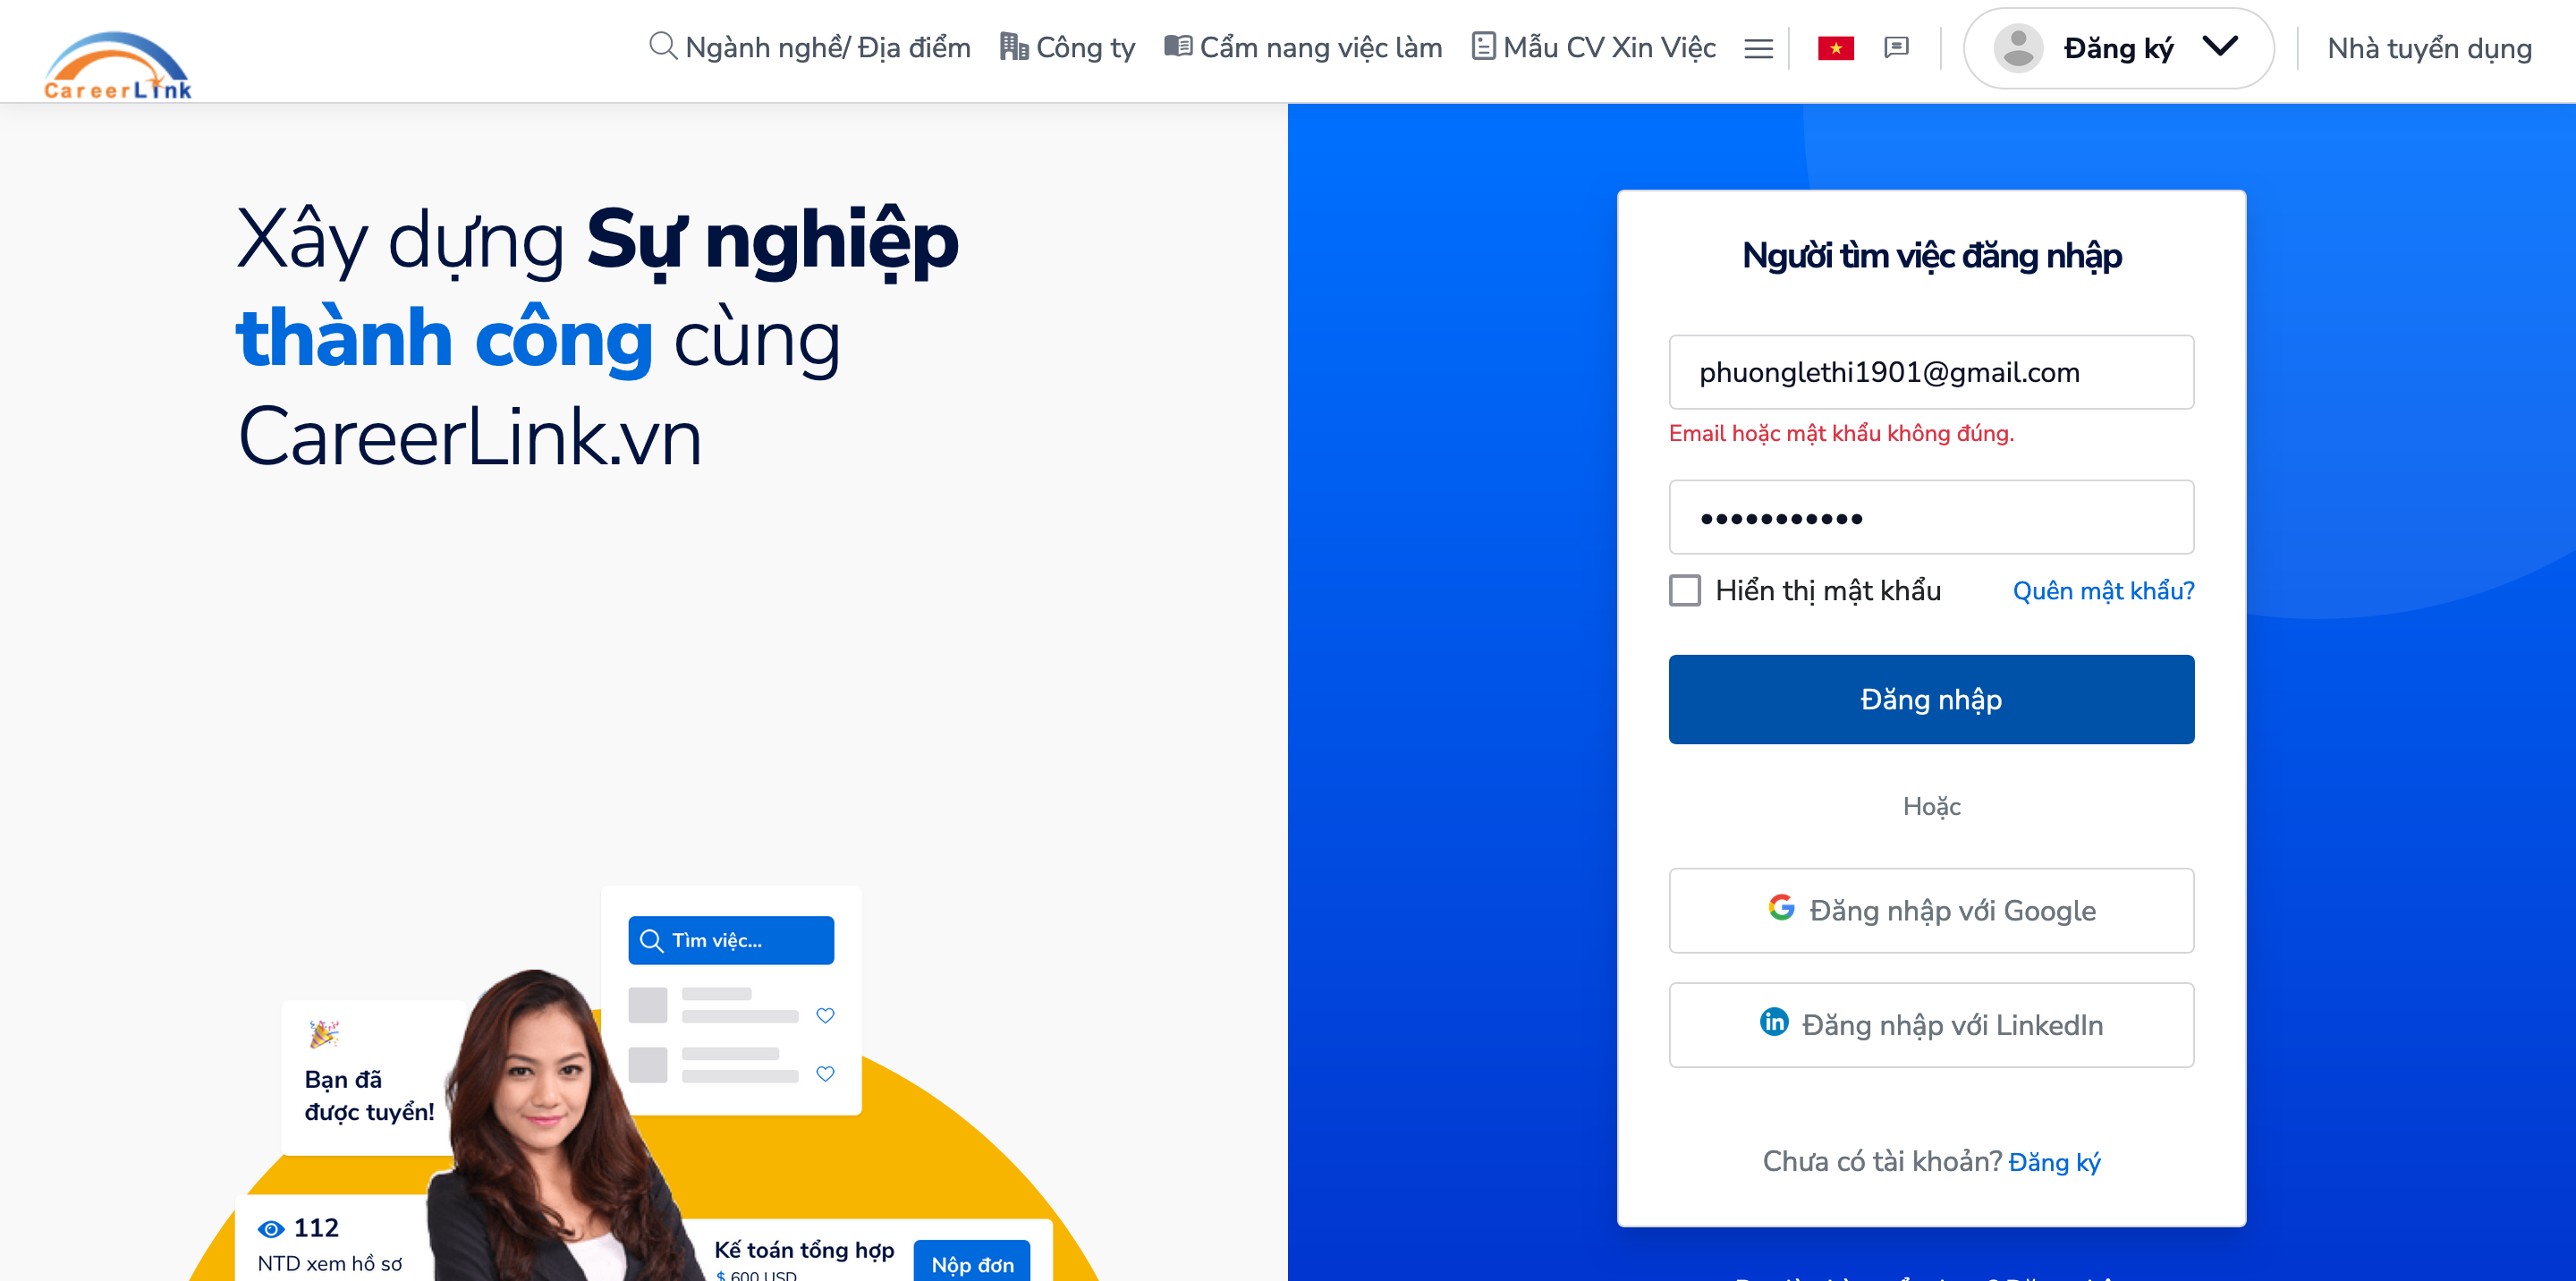 CareerLink
Ngành nghề/ Địa điểm
Công ty
Cẩm nang việc làm
Mẫu CV Xin Việc
Đăng ký
Nhà tuyển dụng
Xây dựng Sự nghiệp
thành công cùng
CareerLink.vn
Tìm việc...
Bạn đã
được tuyển!
112
NTD xem hồ sơ
Kế toán tổng hợp
$ 600 USD
Nộp đơn
Người tìm việc đăng nhập
phuonglethi1901@gmail.com
Email hoặc mật khẩu không đúng.
•••••••••••
Hiển thị mật khẩu
Quên mật khẩu?
Đăng nhập
Hoặc
Đăng nhập với Google
Đăng nhập với LinkedIn
Chưa có tài khoản? Đăng ký